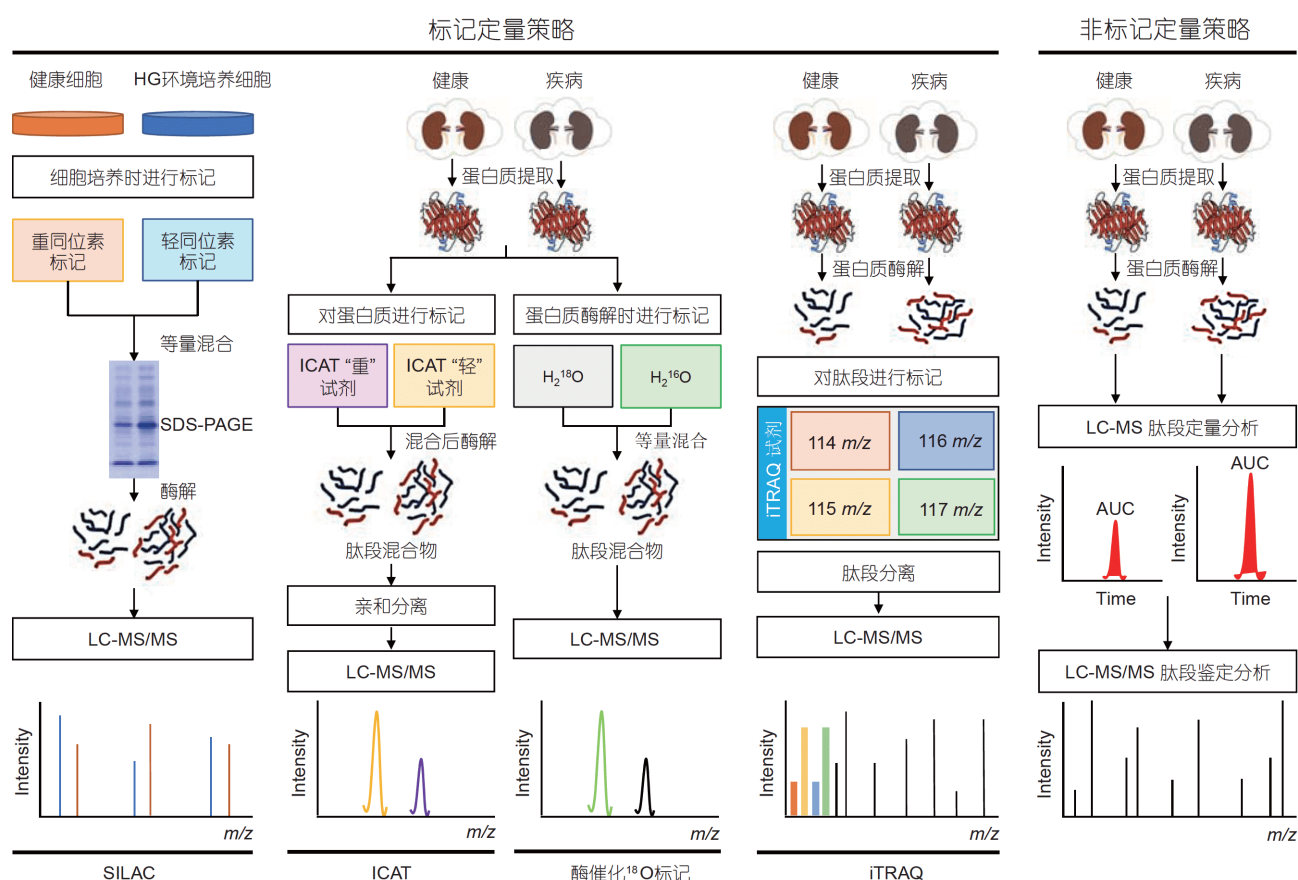 标记定量策略
非标记定量策略
健康细胞
HG环境培养细胞
细胞培养时进行标记
重同位素
标记
轻同位素
标记
等量混合
SDS-PAGE
酶解
LC-MS/MS
Intensity
m/z
SILAC
健康
疾病
蛋白质提取
对蛋白质进行标记
ICAT “重”
试剂
ICAT “轻”
试剂
混合后酶解
肽段混合物
亲和分离
LC-MS/MS
Intensity
m/z
ICAT
蛋白质酶解时进行标记
H₂¹⁸O
H₂¹⁶O
等量混合
肽段混合物
LC-MS/MS
Intensity
m/z
酶催化¹⁸O标记
健康
疾病
蛋白质提取
蛋白质酶解
对肽段进行标记
iTRAQ 试剂
114 m/z
116 m/z
115 m/z
117 m/z
肽段分离
LC-MS/MS
Intensity
m/z
iTRAQ
健康
疾病
蛋白质提取
蛋白质酶解
LC-MS 肽段定量分析
Intensity
AUC
Time
Intensity
AUC
Time
LC-MS/MS 肽段鉴定分析
Intensity
m/z